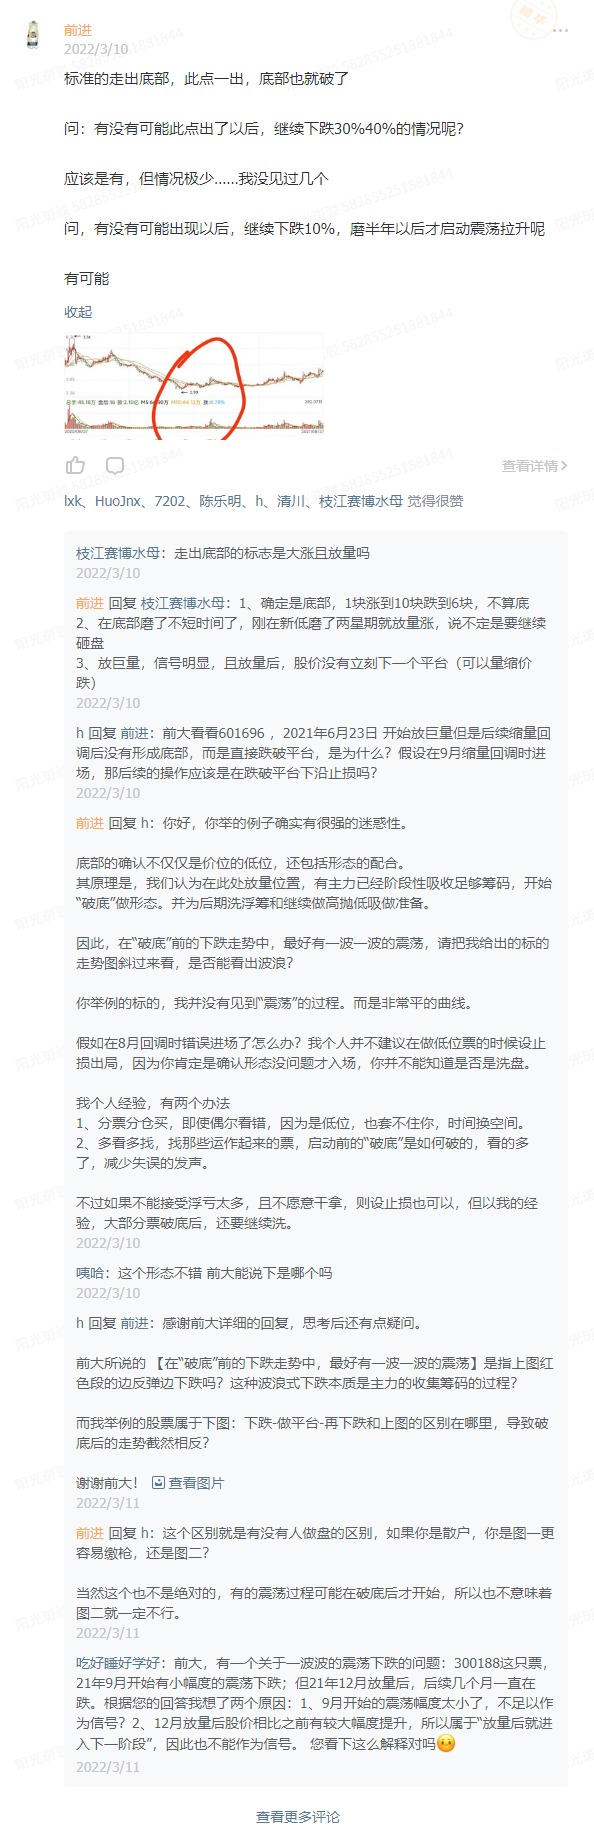 前进
2022/3/10
标准的走出底部，此点一出，底部也就破了
问：有没有可能此点出了以后，继续下跌30%40%的情况呢？
应该是有，但情况极少......我没见过几个
问，有没有可能出现以后，继续下跌10%，磨半年以后才启动震荡拉升呢
有可能
收起
查看详情
lxk、HuoJnx、7202、陈乐明、h、清川、枝江赛博水母 觉得很赞
枝江赛博水母：走出底部的标志是大涨且放量吗
2022/3/10
前进 回复 枝江赛博水母：1、确定是底部，1块涨到10块跌到6块，不算底
2、在底部磨了不短时间了，刚在新低磨了两星期就放量涨，说不定是要继续
砸盘
3、放巨量，信号明显，且放量后，股价没有立刻下一个平台（可以量缩价
跌）
2022/3/10
h 回复 前进：前大看看601696 ，2021年6月23日 开始放巨量但是后续缩量回
调后没有形成底部，而是直接跌破平台，是为什么？假设在9月缩量回调时进
场，那后续的操作应该是在跌破平台下沿止损吗？
2022/3/10
前进 回复 h：你好，你举的例子确实有很强的迷惑性。
底部的确认不仅仅是价位的低位，还包括形态的配合。
其原理是，我们认为在此处放量位置，有主力已经阶段性吸收足够筹码，开始
“破底”做形态。并为后期洗浮筹和继续做高抛低吸做准备。
因此，在“破底”前的下跌走势中，最好有一波一波的震荡，请把我给出的标的
走势图斜过来看，是否能看出波浪？
你举例的标的，我并没有见到“震荡”的过程。而是非常平的曲线。
假如在8月回调时错误进场了怎么办？我个人并不建议在做低位票的时候设止
损出局，因为你肯定是确认形态没问题才入场，你并不能知道是否是洗盘。
我个人经验，有两个办法
1、分票分仓买，即使偶尔看错，因为是低位，也套不住你，时间换空间。
2、多看多找，找那些运作起来的票，启动前的“破底”是如何破的，看的多
了，减少失误的发声。
不过如果不能接受浮亏太多，且不愿意干拿，则设止损也可以，但以我的经
验，大部分票破底后，还要继续洗。
2022/3/10
咦哈：这个形态不错 前大能说下是哪个吗
2022/3/10
h 回复 前进：感谢前大详细的回复，思考后还有点疑问。
前大所说的 【在“破底”前的下跌走势中，最好有一波一波的震荡】是指上图红
色段的边反弹边下跌吗？这种波浪式下跌本质是主力的收集筹码的过程？
而我举例的股票属于下图：下跌-做平台-再下跌和上图的区别在哪里，导致破
底后的走势截然相反？
谢谢前大！ 查看图片
2022/3/11
前进 回复 h：这个区别就是有没有人做盘的区别，如果你是散户，你是图一更
容易缴枪，还是图二？
当然这个也不是绝对的，有的震荡过程可能在破底后才开始，所以也不意味着
图二就一定不行。
2022/3/11
吃好睡好学好：前大，有一个关于一波波的震荡下跌的问题：300188这只票，
21年9月开始有小幅度的震荡下跌；但21年12月放量后，后续几个月一直在
跌。根据您的回答我想了两个原因：1、9月开始的震荡幅度太小了，不足以作
为信号？2、12月放量后股价相比之前有较大幅度提升，所以属于“放量后就进
入下一阶段”，因此也不能作为信号。 您看下这么解释对吗
2022/3/11
查看更多评论